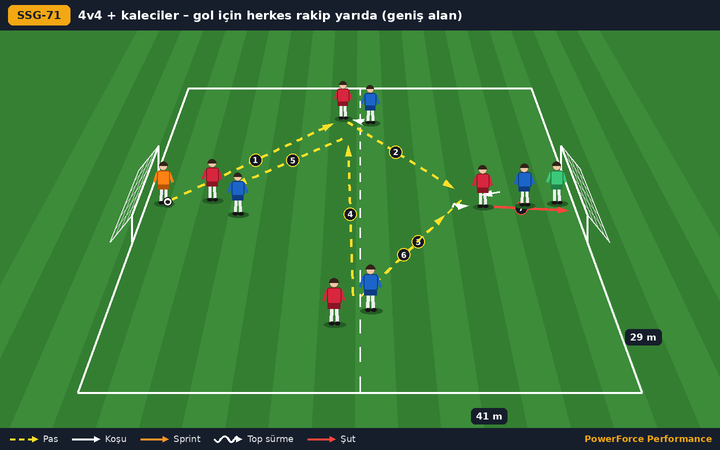 SSG-71 4v4 + kaleciler – gol için herkes rakip yarıda (geniş alan)
1
5
2
4
7
5
6
29 m
41 m
Pas Koşu Sprint Top sürme Şut PowerForce Performance